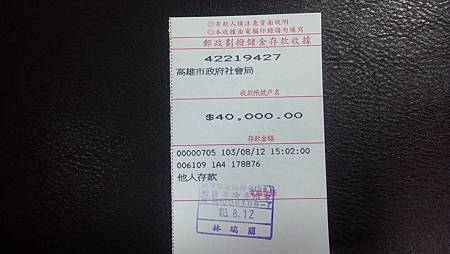 ◎寄款人請注意背面說明
◎本收據由電腦印錄請勿填寫
郵政劃撥儲金存款收據
42219427
高雄市政府社會局
收款帳號戶名
$40,000.00
存款金額
00000705 103/08/12 15:02:00
006109 1A4 178876
他人存款
103.8.12
林瑞蘭